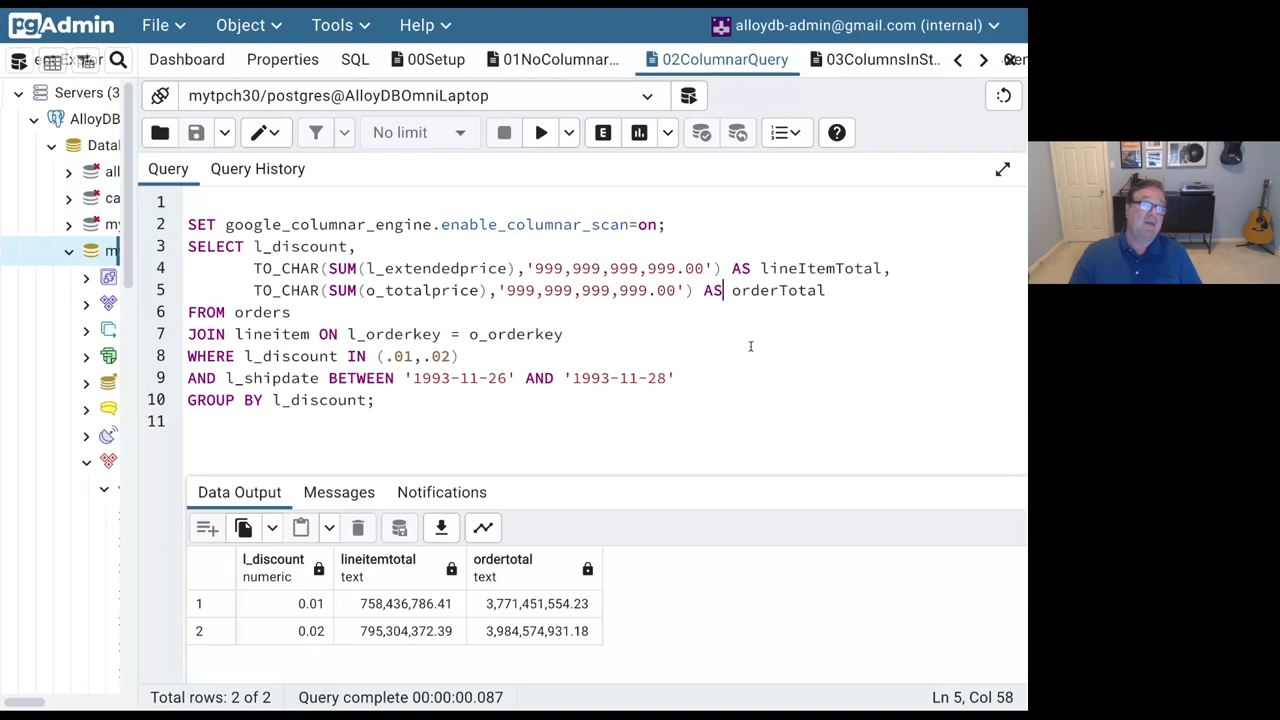 pgAdmin File Object Tools Help alloydb-admin@gmail.com (internal)
Dashboard Properties SQL 00Setup 01NoColumnar... 02ColumnarQuery 03ColumnsInSt...
Servers (3
AlloyDB
mytpch30/postgres@AlloyDBOmniLaptop
No limit E
Query Query History
1
2 SET google_columnar_engine.enable_columnar_scan=on;
3 SELECT l_discount,
4 TO_CHAR(SUM(l_extendedprice),'999,999,999,999.00') AS lineItemTotal,
5 TO_CHAR(SUM(o_totalprice),'999,999,999,999.00') AS orderTotal
6 FROM orders
7 JOIN lineitem ON l_orderkey = o_orderkey
8 WHERE l_discount IN (.01,.02)
9 AND l_shipdate BETWEEN '1993-11-26' AND '1993-11-28'
10 GROUP BY l_discount;
11
Data Output Messages Notifications
l_discount lineitemtotal ordertotal
numeric text text
1 0.01 758,436,786.41 3,771,451,554.23
2 0.02 795,304,372.39 3,984,574,931.18
Total rows: 2 of 2 Query complete 00:00:00.087 Ln 5, Col 58